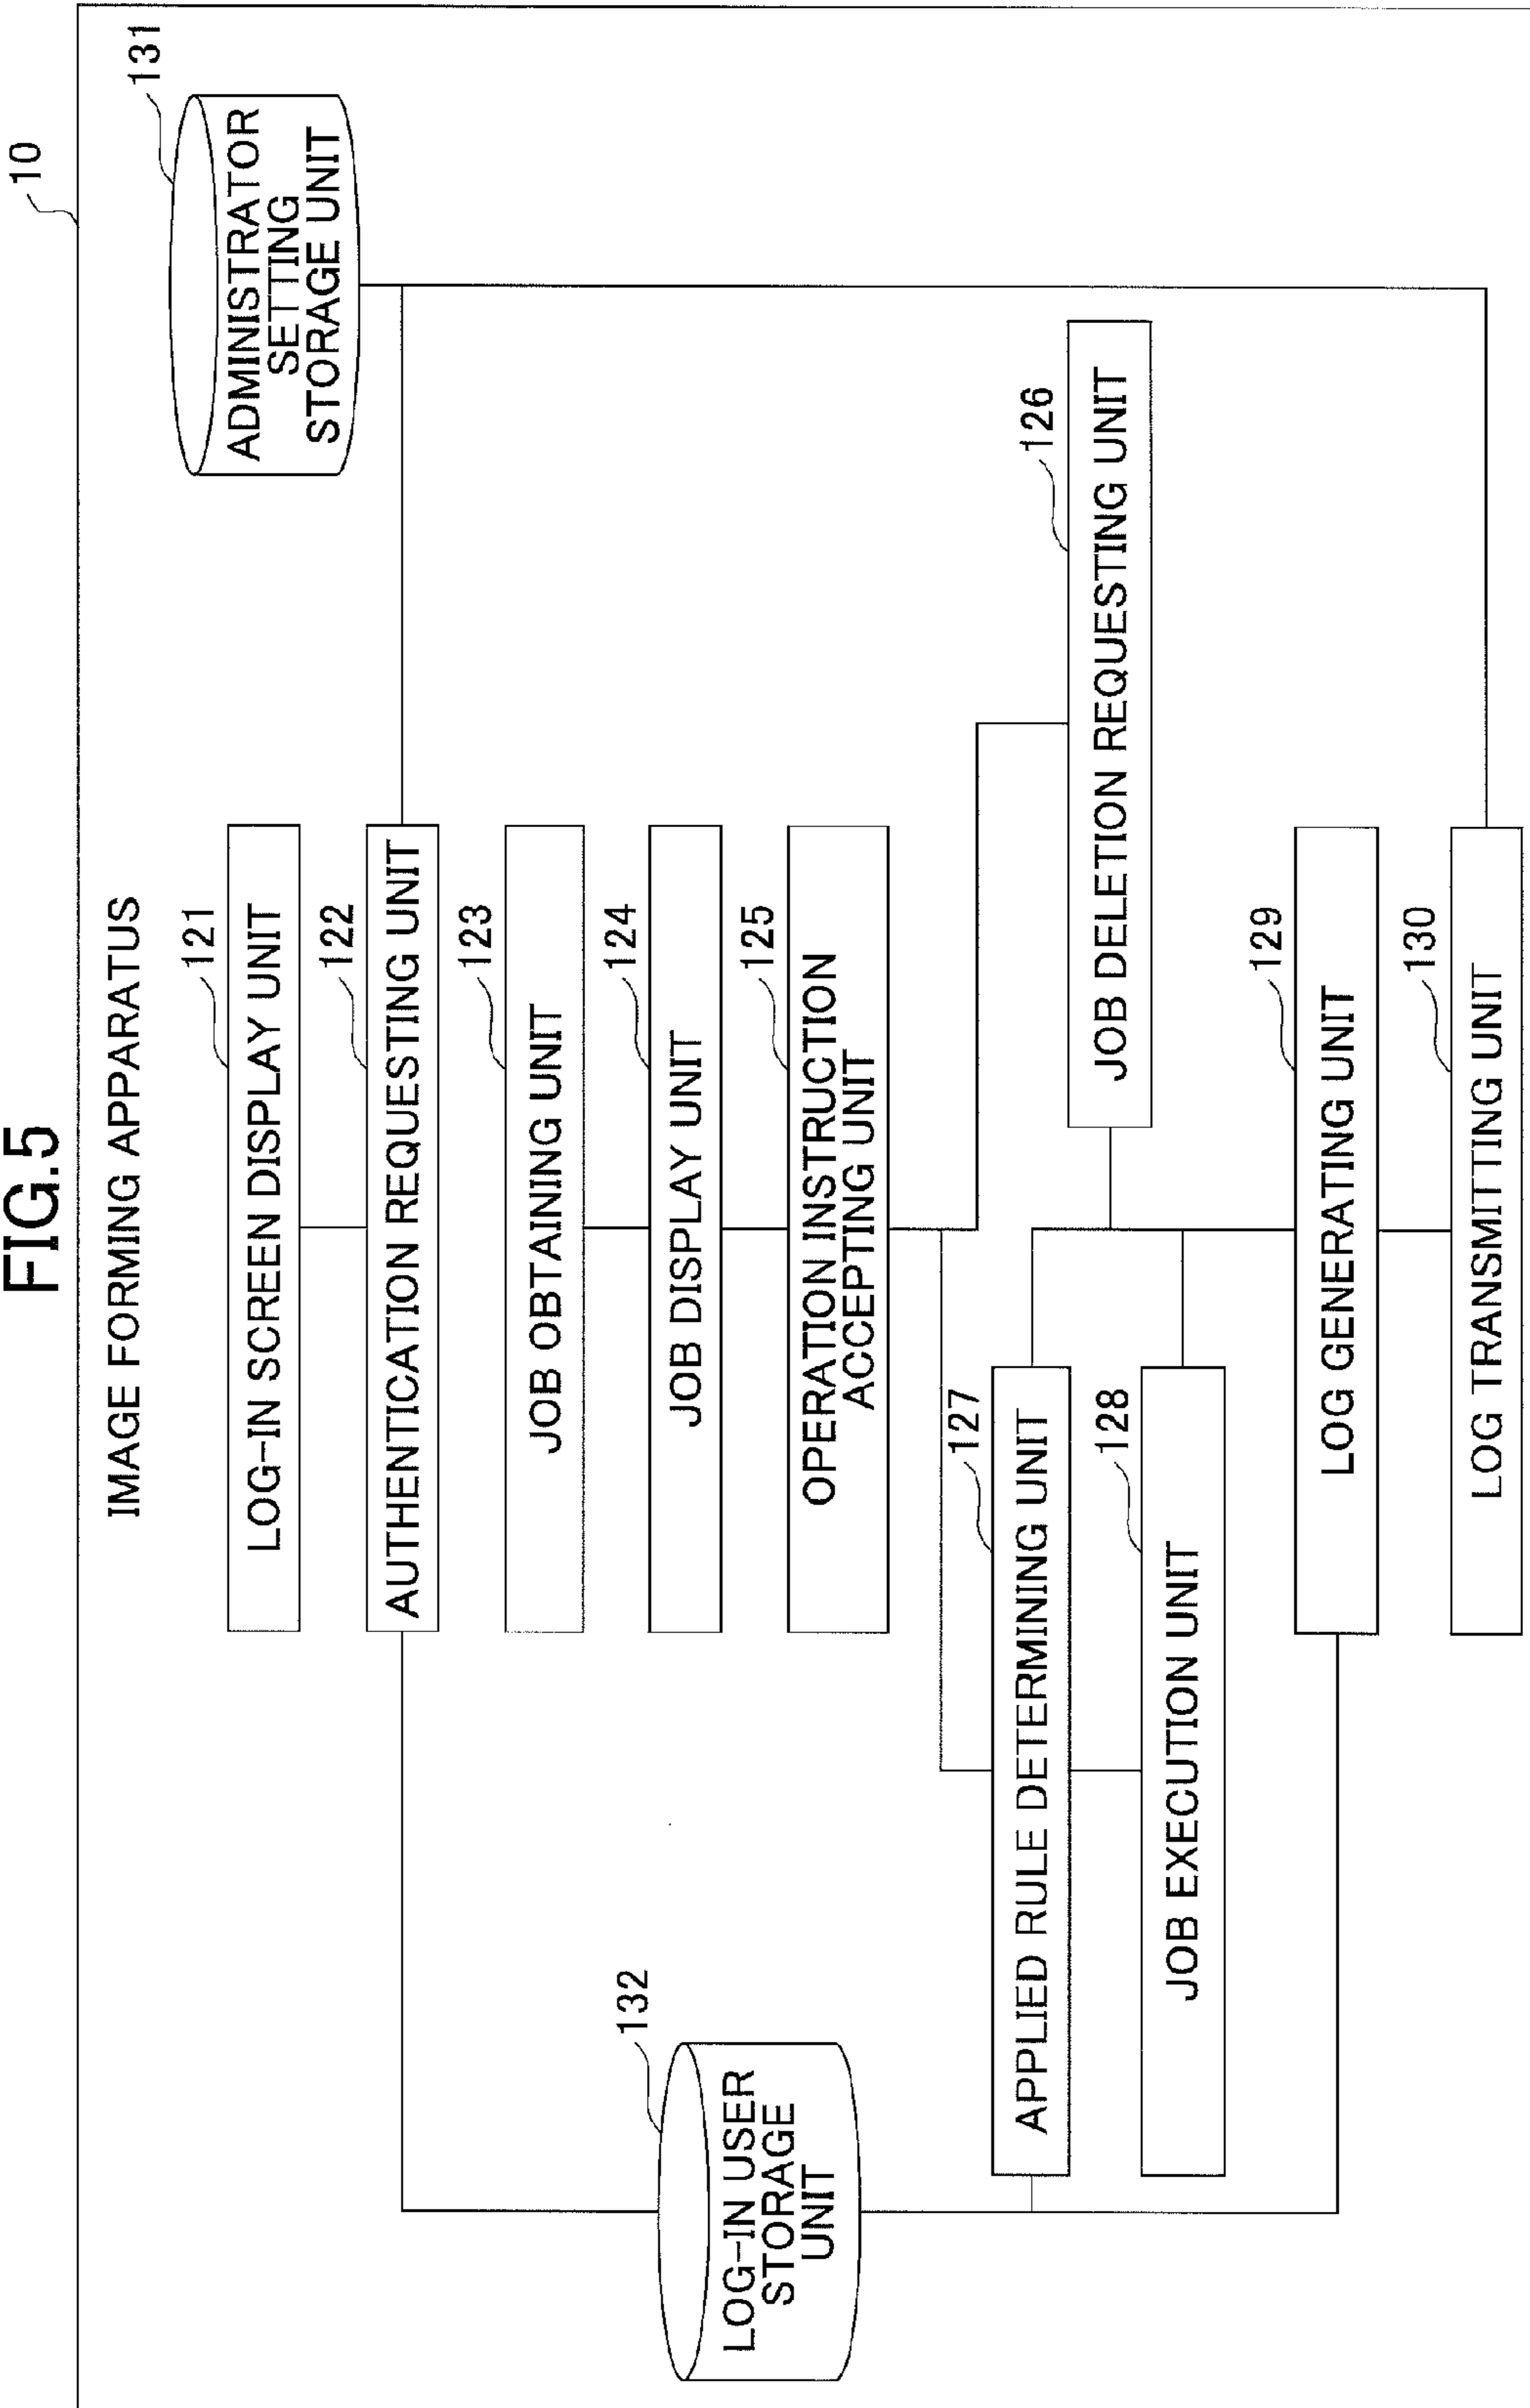 FIG.5
10
IMAGE FORMING APPARATUS
131
ADMINISTRATOR
SETTING
STORAGE UNIT
121
LOG-IN SCREEN DISPLAY UNIT
122
AUTHENTICATION REQUESTING UNIT
123
JOB OBTAINING UNIT
124
JOB DISPLAY UNIT
125
OPERATION INSTRUCTION
ACCEPTING UNIT
132
LOG-IN USER
STORAGE
UNIT
126
JOB DELETION REQUESTING UNIT
127
APPLIED RULE DETERMINING UNIT
128
JOB EXECUTION UNIT
129
LOG GENERATING UNIT
130
LOG TRANSMITTING UNIT